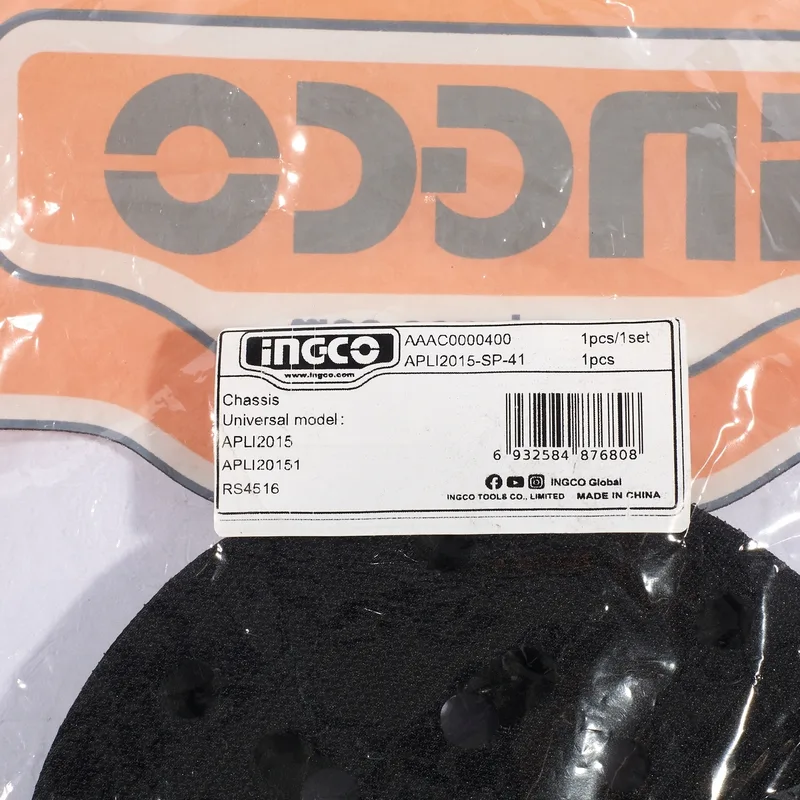 INGCO
INGCO
www.ingco.com
AAAC0000400 1pcs/1set
APLI2015-SP-41 1pcs
Chassis
Universal model:
APLI2015
APLI20151
RS4516
6 932584 876808
INGCO Global
INGCO TOOLS CO., LIMITED MADE IN CHINA